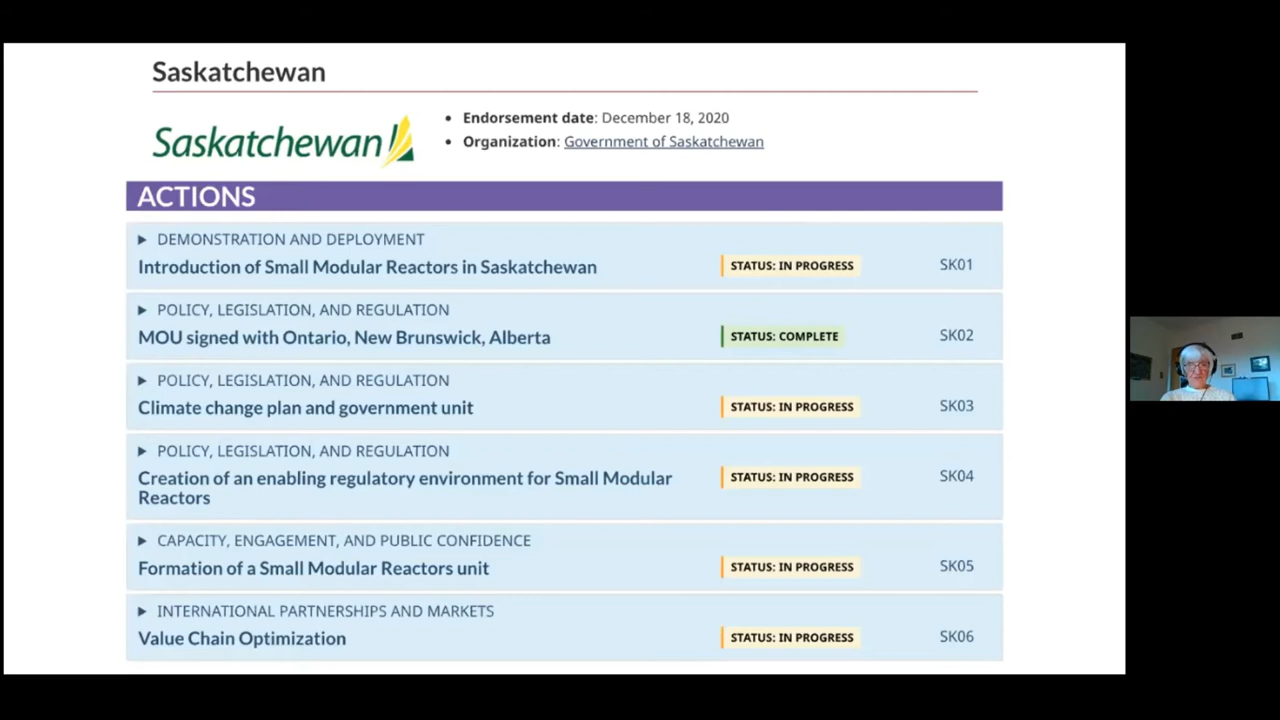 Saskatchewan
Saskatchewan
• Endorsement date: December 18, 2020
• Organization: Government of Saskatchewan
ACTIONS
▶ DEMONSTRATION AND DEPLOYMENT
Introduction of Small Modular Reactors in Saskatchewan STATUS: IN PROGRESS SK01
▶ POLICY, LEGISLATION, AND REGULATION
MOU signed with Ontario, New Brunswick, Alberta STATUS: COMPLETE SK02
▶ POLICY, LEGISLATION, AND REGULATION
Climate change plan and government unit STATUS: IN PROGRESS SK03
▶ POLICY, LEGISLATION, AND REGULATION
Creation of an enabling regulatory environment for Small Modular STATUS: IN PROGRESS SK04
Reactors
▶ CAPACITY, ENGAGEMENT, AND PUBLIC CONFIDENCE
Formation of a Small Modular Reactors unit STATUS: IN PROGRESS SK05
▶ INTERNATIONAL PARTNERSHIPS AND MARKETS
Value Chain Optimization STATUS: IN PROGRESS SK06